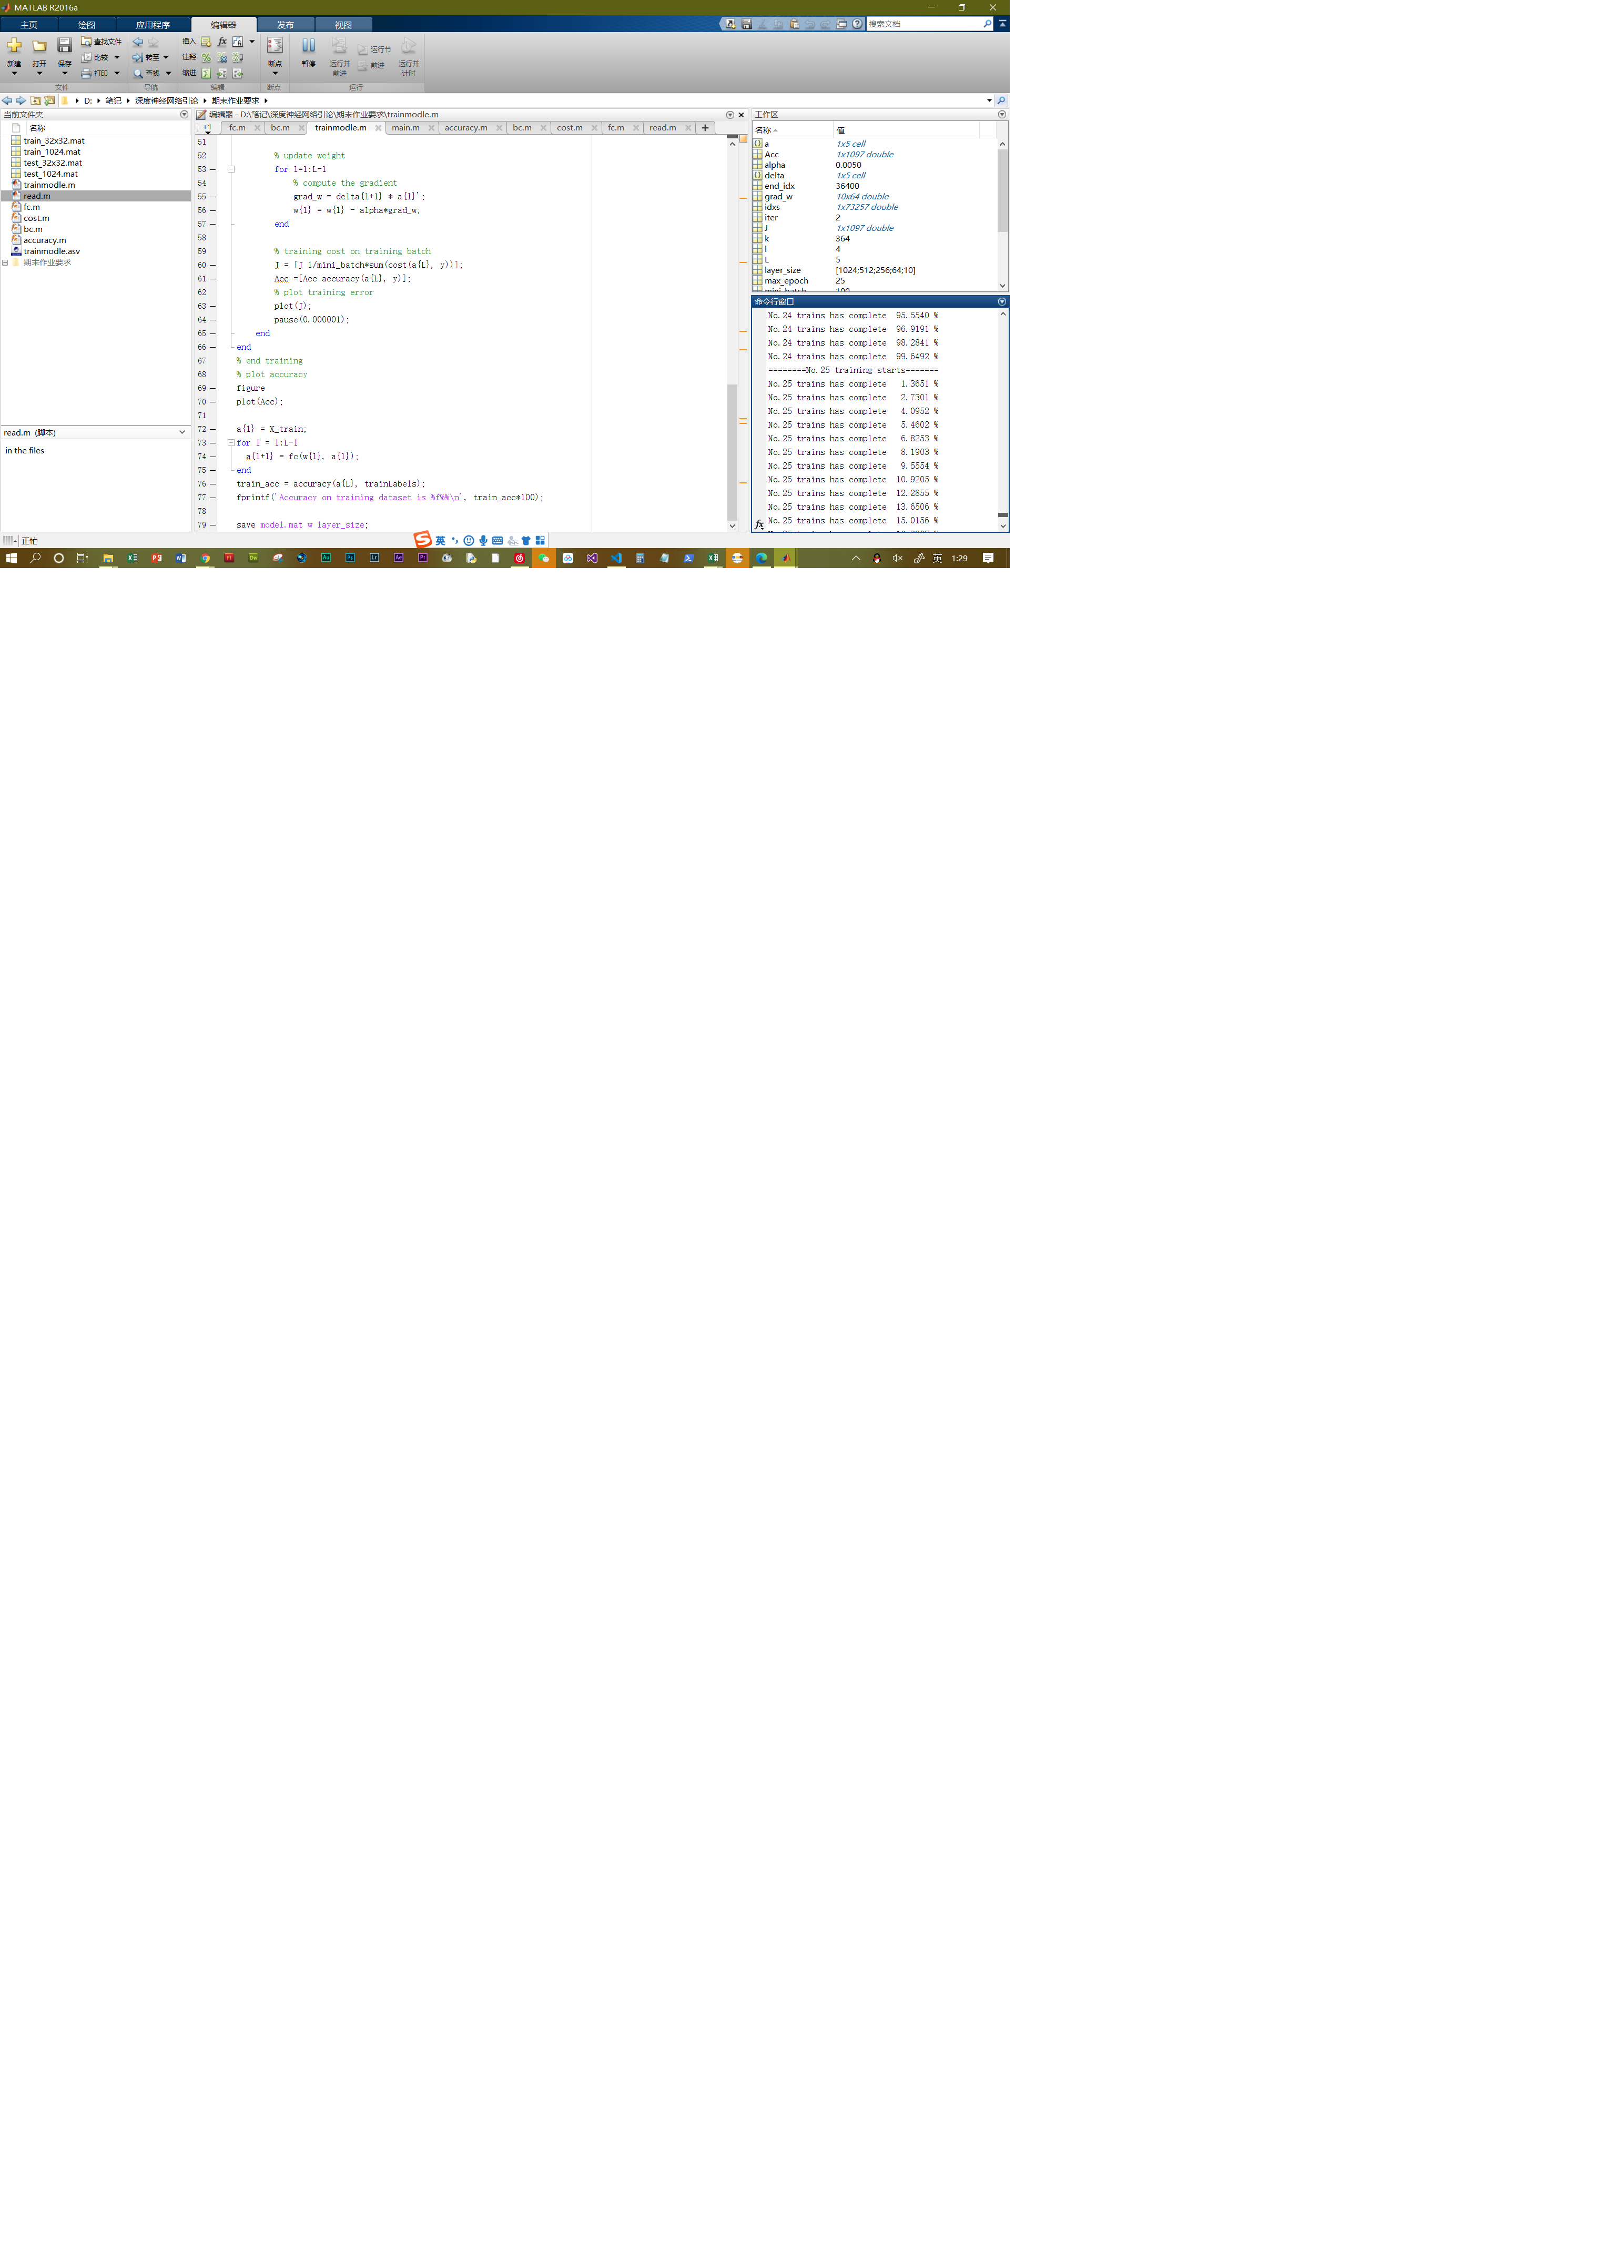 MATLAB R2016a
主页 绘图 应用程序 编辑器 发布 视图
搜索文档
新建 打开 保存 查找文件 比较 打印
转至 查找
插入 注释 缩进
断点 暂停 运行并前进 运行节 前进 运行并计时
文件 导航 编辑 断点 运行
D: 笔记 深度神经网络引论 期末作业要求
当前文件夹
名称
train_32x32.mat
train_1024.mat
test_32x32.mat
test_1024.mat
trainmodle.m
read.m
fc.m
cost.m
bc.m
accuracy.m
trainmodle.asv
期末作业要求
read.m (脚本)
in the files
编辑器 - D:\笔记\深度神经网络引论\期末作业要求\trainmodle.m
+1 fc.m bc.m trainmodle.m main.m accuracy.m bc.m cost.m fc.m read.m
51
52 % update weight
53 for l=1:L-1
54 % compute the gradient
55 grad_w = delta{l+1} * a{l}';
56 w{l} = w{l} - alpha*grad_w;
57 end
58
59 % training cost on training batch
60 J = [J 1/mini_batch*sum(cost(a{L}, y))];
61 Acc =[Acc accuracy(a{L}, y)];
62 % plot training error
63 plot(J);
64 pause(0.000001);
65 end
66 end
67 % end training
68 % plot accuracy
69 figure
70 plot(Acc);
71
72 a{1} = X_train;
73 for l = 1:L-1
74 a{l+1} = fc(w{l}, a{l});
75 end
76 train_acc = accuracy(a{L}, trainLabels);
77 fprintf('Accuracy on training dataset is %f%%\n', train_acc*100);
78
79 save model.mat w layer_size;
工作区
名称 值
a 1x5 cell
Acc 1x1097 double
alpha 0.0050
delta 1x5 cell
end_idx 36400
grad_w 10x64 double
idxs 1x73257 double
iter 2
J 1x1097 double
k 364
l 4
L 5
layer_size [1024;512;256;64;10]
max_epoch 25
mini_batch 100
命令行窗口
No.24 trains has complete 95.5540 %
No.24 trains has complete 96.9191 %
No.24 trains has complete 98.2841 %
No.24 trains has complete 99.6492 %
========No.25 training starts=======
No.25 trains has complete 1.3651 %
No.25 trains has complete 2.7301 %
No.25 trains has complete 4.0952 %
No.25 trains has complete 5.4602 %
No.25 trains has complete 6.8253 %
No.25 trains has complete 8.1903 %
No.25 trains has complete 9.5554 %
No.25 trains has complete 10.9205 %
No.25 trains has complete 12.2855 %
No.25 trains has complete 13.6506 %
No.25 trains has complete 15.0156 %
fx
正忙
英
英 1:29